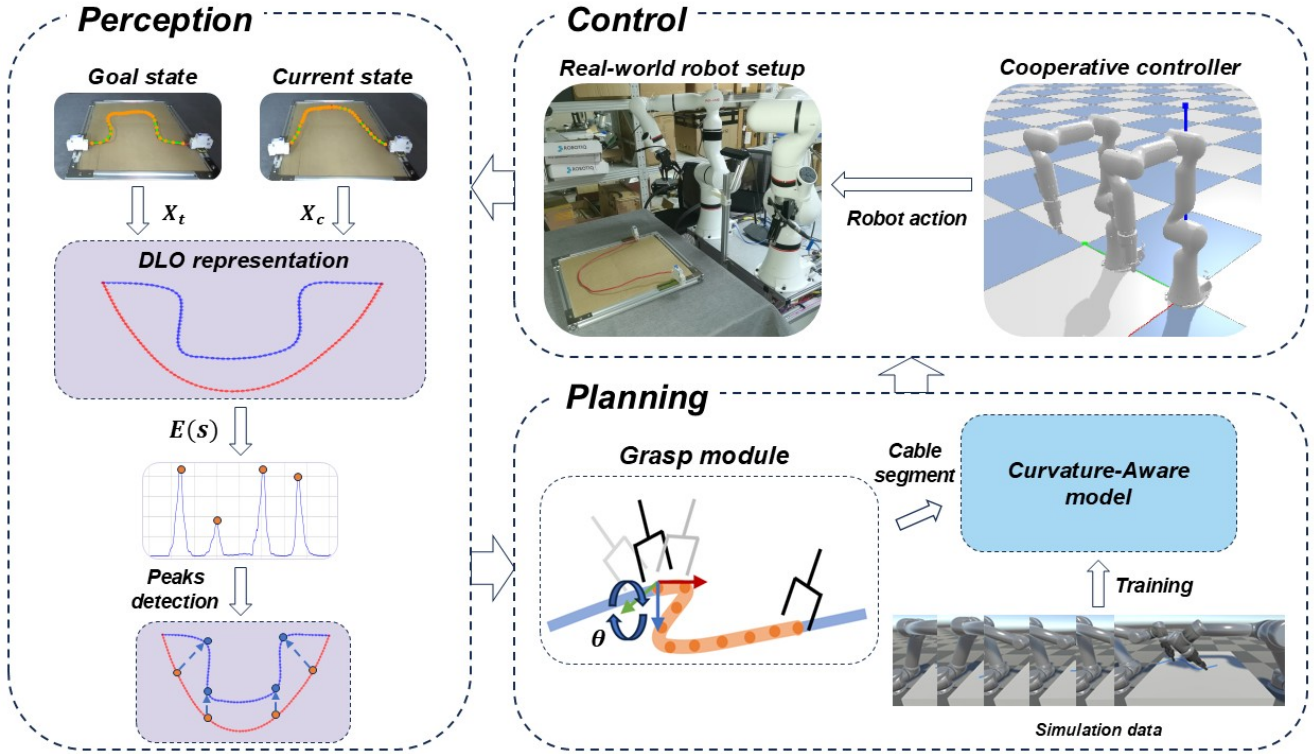 Perception
Goal state
Current state
X_t
X_c
DLO representation
E(s)
Peaks
detection
Control
Real-world robot setup
Cooperative controller
ROBOTIQ
ROBOTIQ
Robot action
Planning
Grasp module
Cable
segment
Curvature-Aware
model
θ
Training
Simulation data